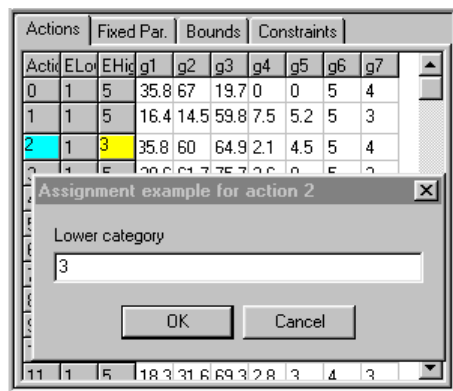 Actions Fixed Par. Bounds Constraints
Actic ELo EHig g1 g2 g3 g4 g5 g6 g7
0 1 5 35.8 67 19.7 0 0 5 4
1 1 5 16.4 14.5 59.8 7.5 5.2 5 3
2 1 3 35.8 60 64.9 2.1 4.5 5 4
Assignment example for action 2
Lower category
3
OK Cancel
11 1 5 18.3 31.6 69.3 2.8 3 4 3